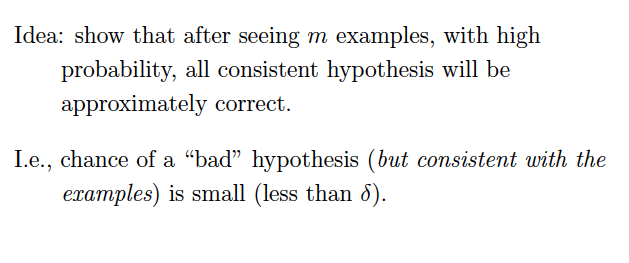 Idea: show that after seeing m examples, with high
probability, all consistent hypothesis will be
approximately correct.
I.e., chance of a “bad” hypothesis (but consistent with the
examples) is small (less than δ).